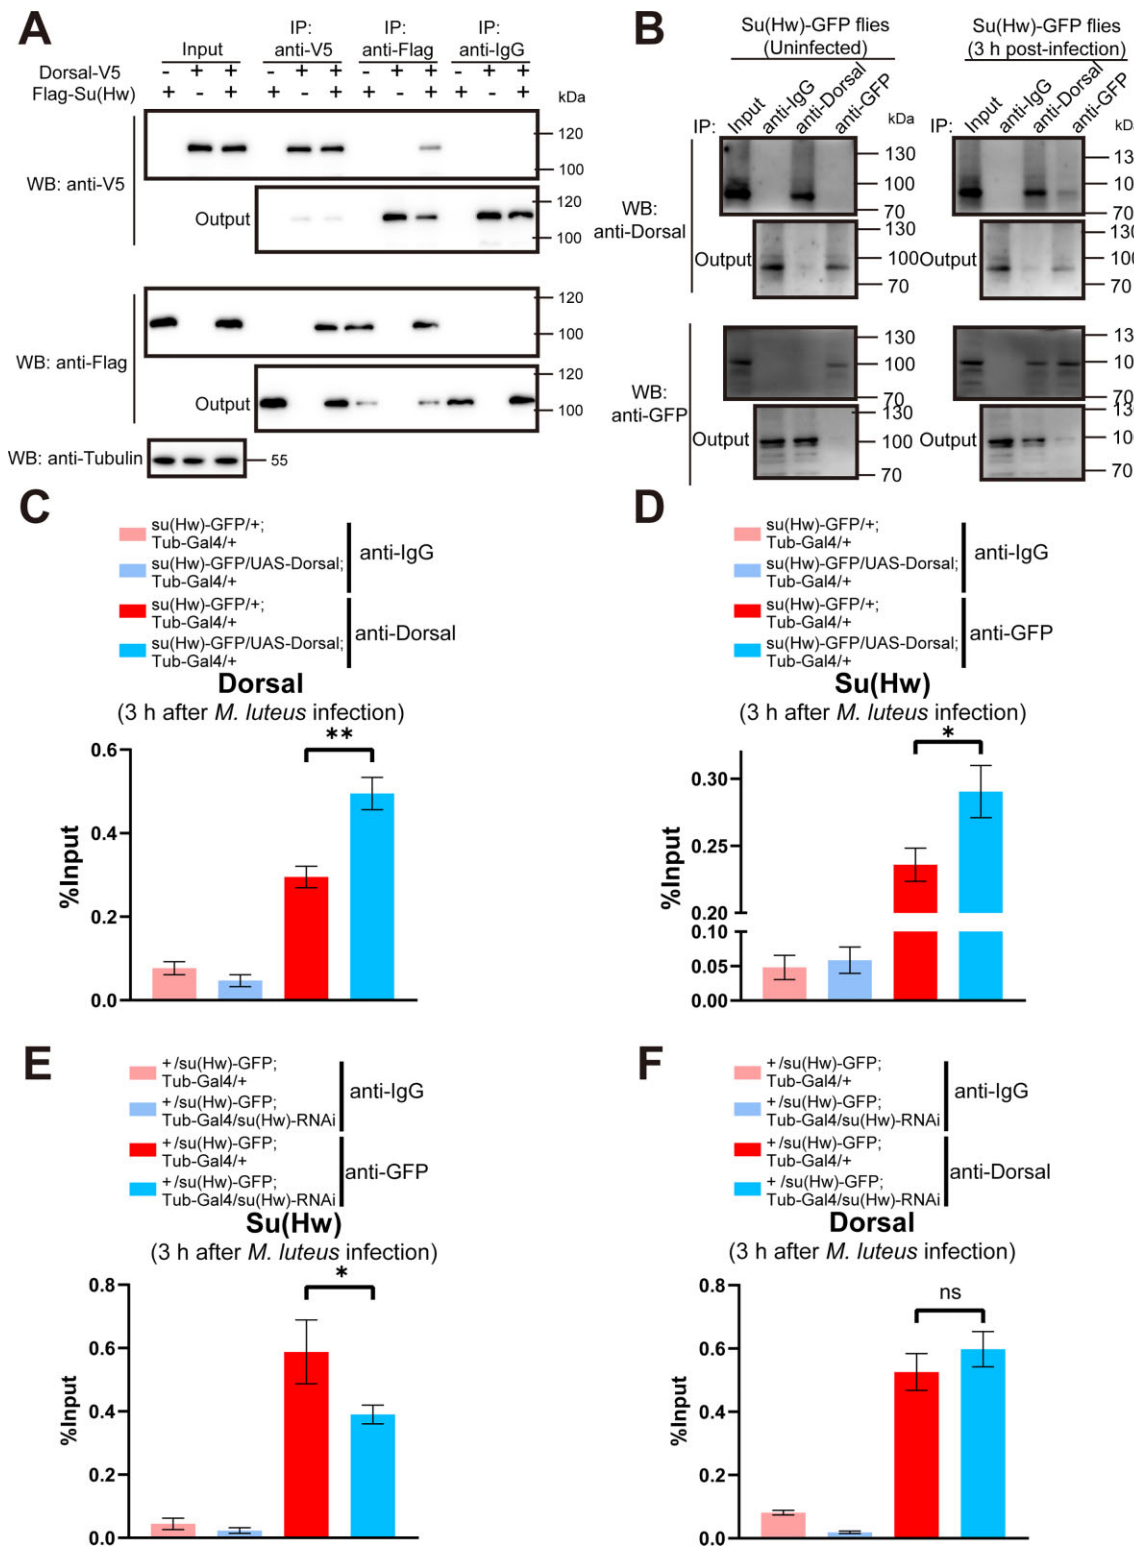 A
Input
IP:
anti-V5
IP:
anti-Flag
IP:
anti-IgG
Dorsal-V5 - + + - + + - + + - + +
Flag-Su(Hw) + - + + - + + - + + - +
kDa
WB: anti-V5
120
100
Output
120
100
WB: anti-Flag
120
100
Output
120
100
WB: anti-Tubulin
55
B
Su(Hw)-GFP flies
(Uninfected)
Su(Hw)-GFP flies
(3 h post-infection)
IP:
Input
anti-IgG
anti-Dorsal
anti-GFP
kDa
IP:
Input
anti-IgG
anti-Dorsal
anti-GFP
kDa
WB:
anti-Dorsal
130
100
70
13
10
70
Output
130
100
70
Output
130
100
70
WB:
anti-GFP
130
100
70
13
10
70
Output
130
100
70
Output
130
10
70
C
su(Hw)-GFP/+;
Tub-Gal4/+
su(Hw)-GFP/UAS-Dorsal;
Tub-Gal4/+
anti-IgG
su(Hw)-GFP/+;
Tub-Gal4/+
su(Hw)-GFP/UAS-Dorsal;
Tub-Gal4/+
anti-Dorsal
Dorsal
(3 h after M. luteus infection)
**
%Input
0.6
0.4
0.2
0.0
D
su(Hw)-GFP/+;
Tub-Gal4/+
su(Hw)-GFP/UAS-Dorsal;
Tub-Gal4/+
anti-IgG
su(Hw)-GFP/+;
Tub-Gal4/+
su(Hw)-GFP/UAS-Dorsal;
Tub-Gal4/+
anti-GFP
Su(Hw)
(3 h after M. luteus infection)
*
%Input
0.30
0.25
0.20
0.10
0.05
0.00
E
+/su(Hw)-GFP;
Tub-Gal4/+
+/su(Hw)-GFP;
Tub-Gal4/su(Hw)-RNAi
anti-IgG
+/su(Hw)-GFP;
Tub-Gal4/+
+/su(Hw)-GFP;
Tub-Gal4/su(Hw)-RNAi
anti-GFP
Su(Hw)
(3 h after M. luteus infection)
*
%Input
0.8
0.6
0.4
0.2
0.0
F
+/su(Hw)-GFP;
Tub-Gal4/+
+/su(Hw)-GFP;
Tub-Gal4/su(Hw)-RNAi
anti-IgG
+/su(Hw)-GFP;
Tub-Gal4/+
+/su(Hw)-GFP;
Tub-Gal4/su(Hw)-RNAi
anti-Dorsal
Dorsal
(3 h after M. luteus infection)
ns
%Input
0.8
0.6
0.4
0.2
0.0